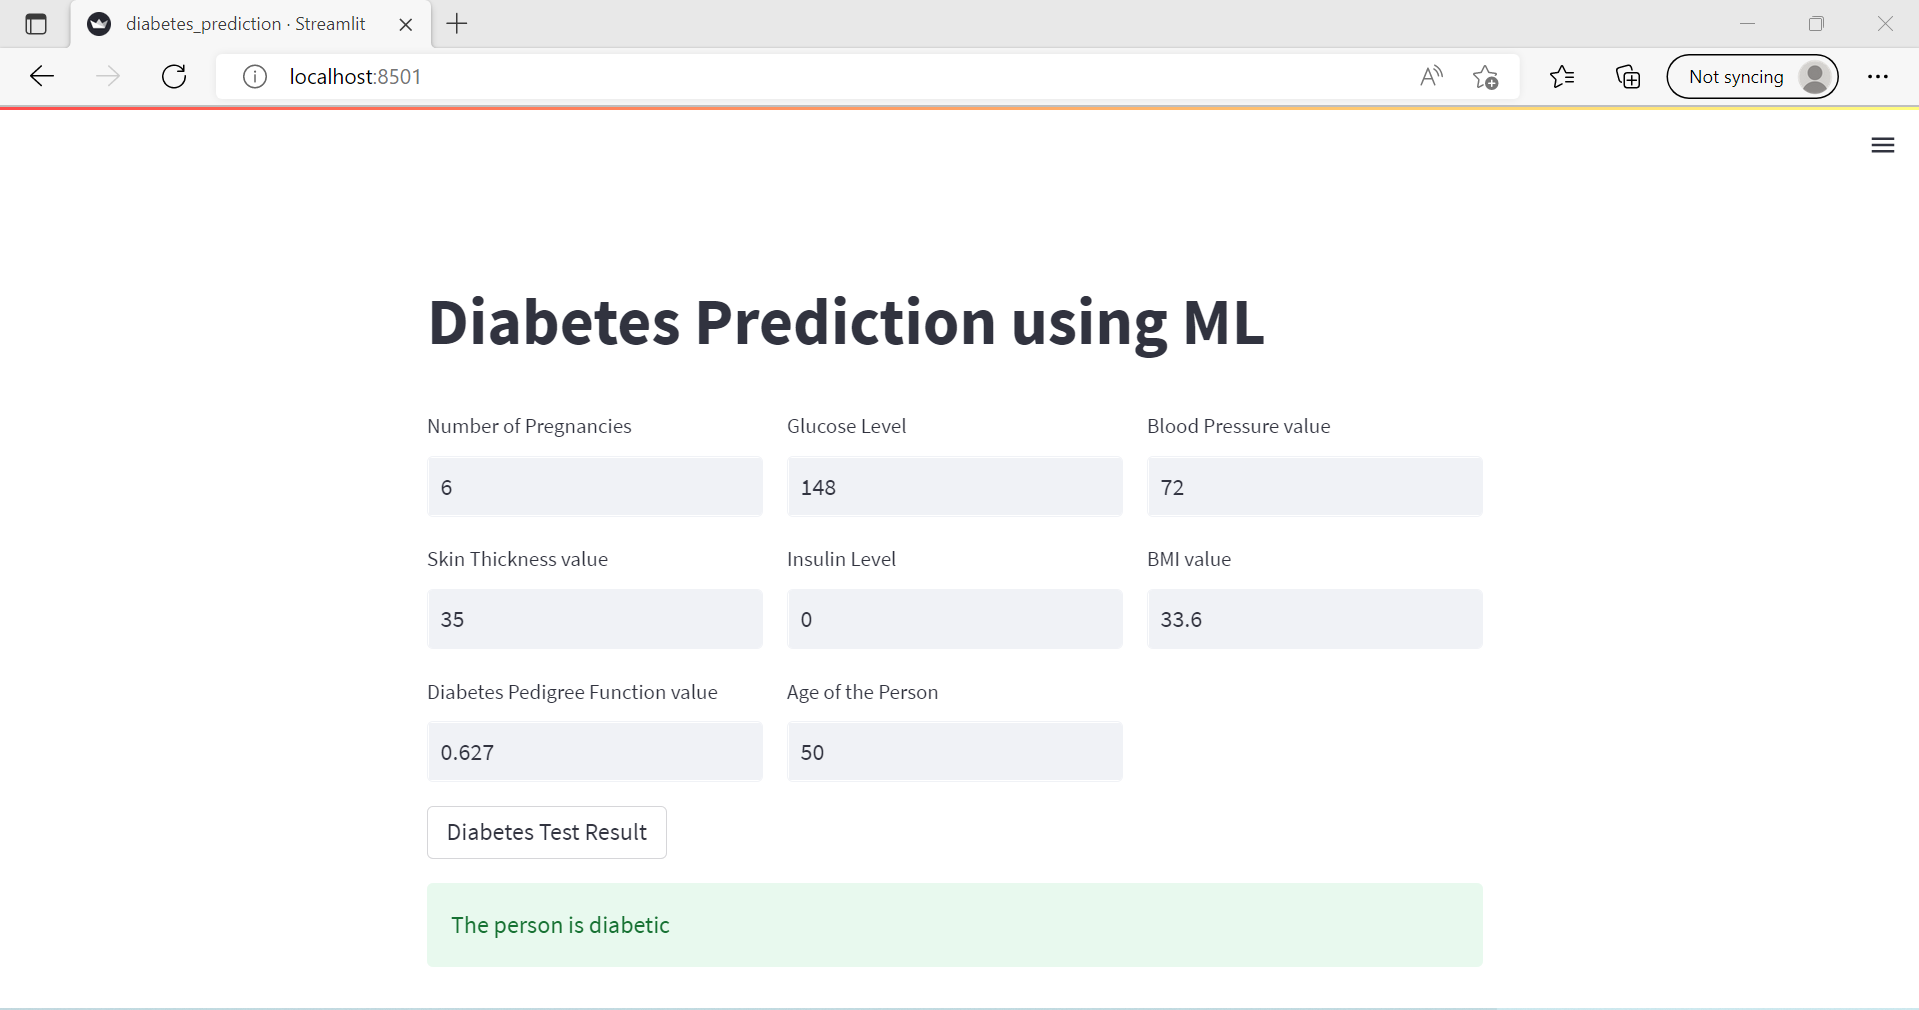 diabetes_prediction · Streamlit
localhost:8501
Not syncing
Diabetes Prediction using ML
Number of Pregnancies
Glucose Level
Blood Pressure value
6
148
72
Skin Thickness value
Insulin Level
BMI value
35
0
33.6
Diabetes Pedigree Function value
Age of the Person
0.627
50
Diabetes Test Result
The person is diabetic